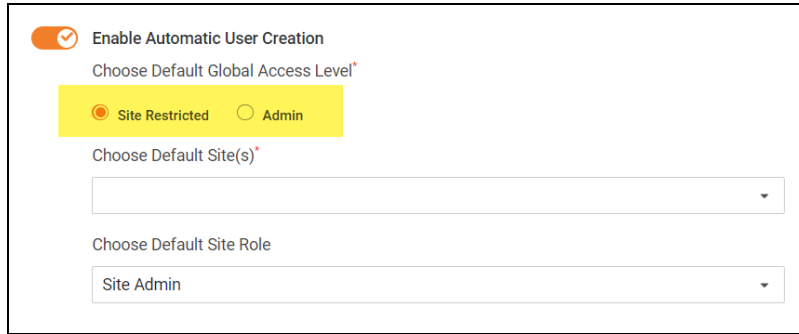 Enable Automatic User Creation
Choose Default Global Access Level*
Site Restricted Admin
Choose Default Site(s)*
Choose Default Site Role
Site Admin